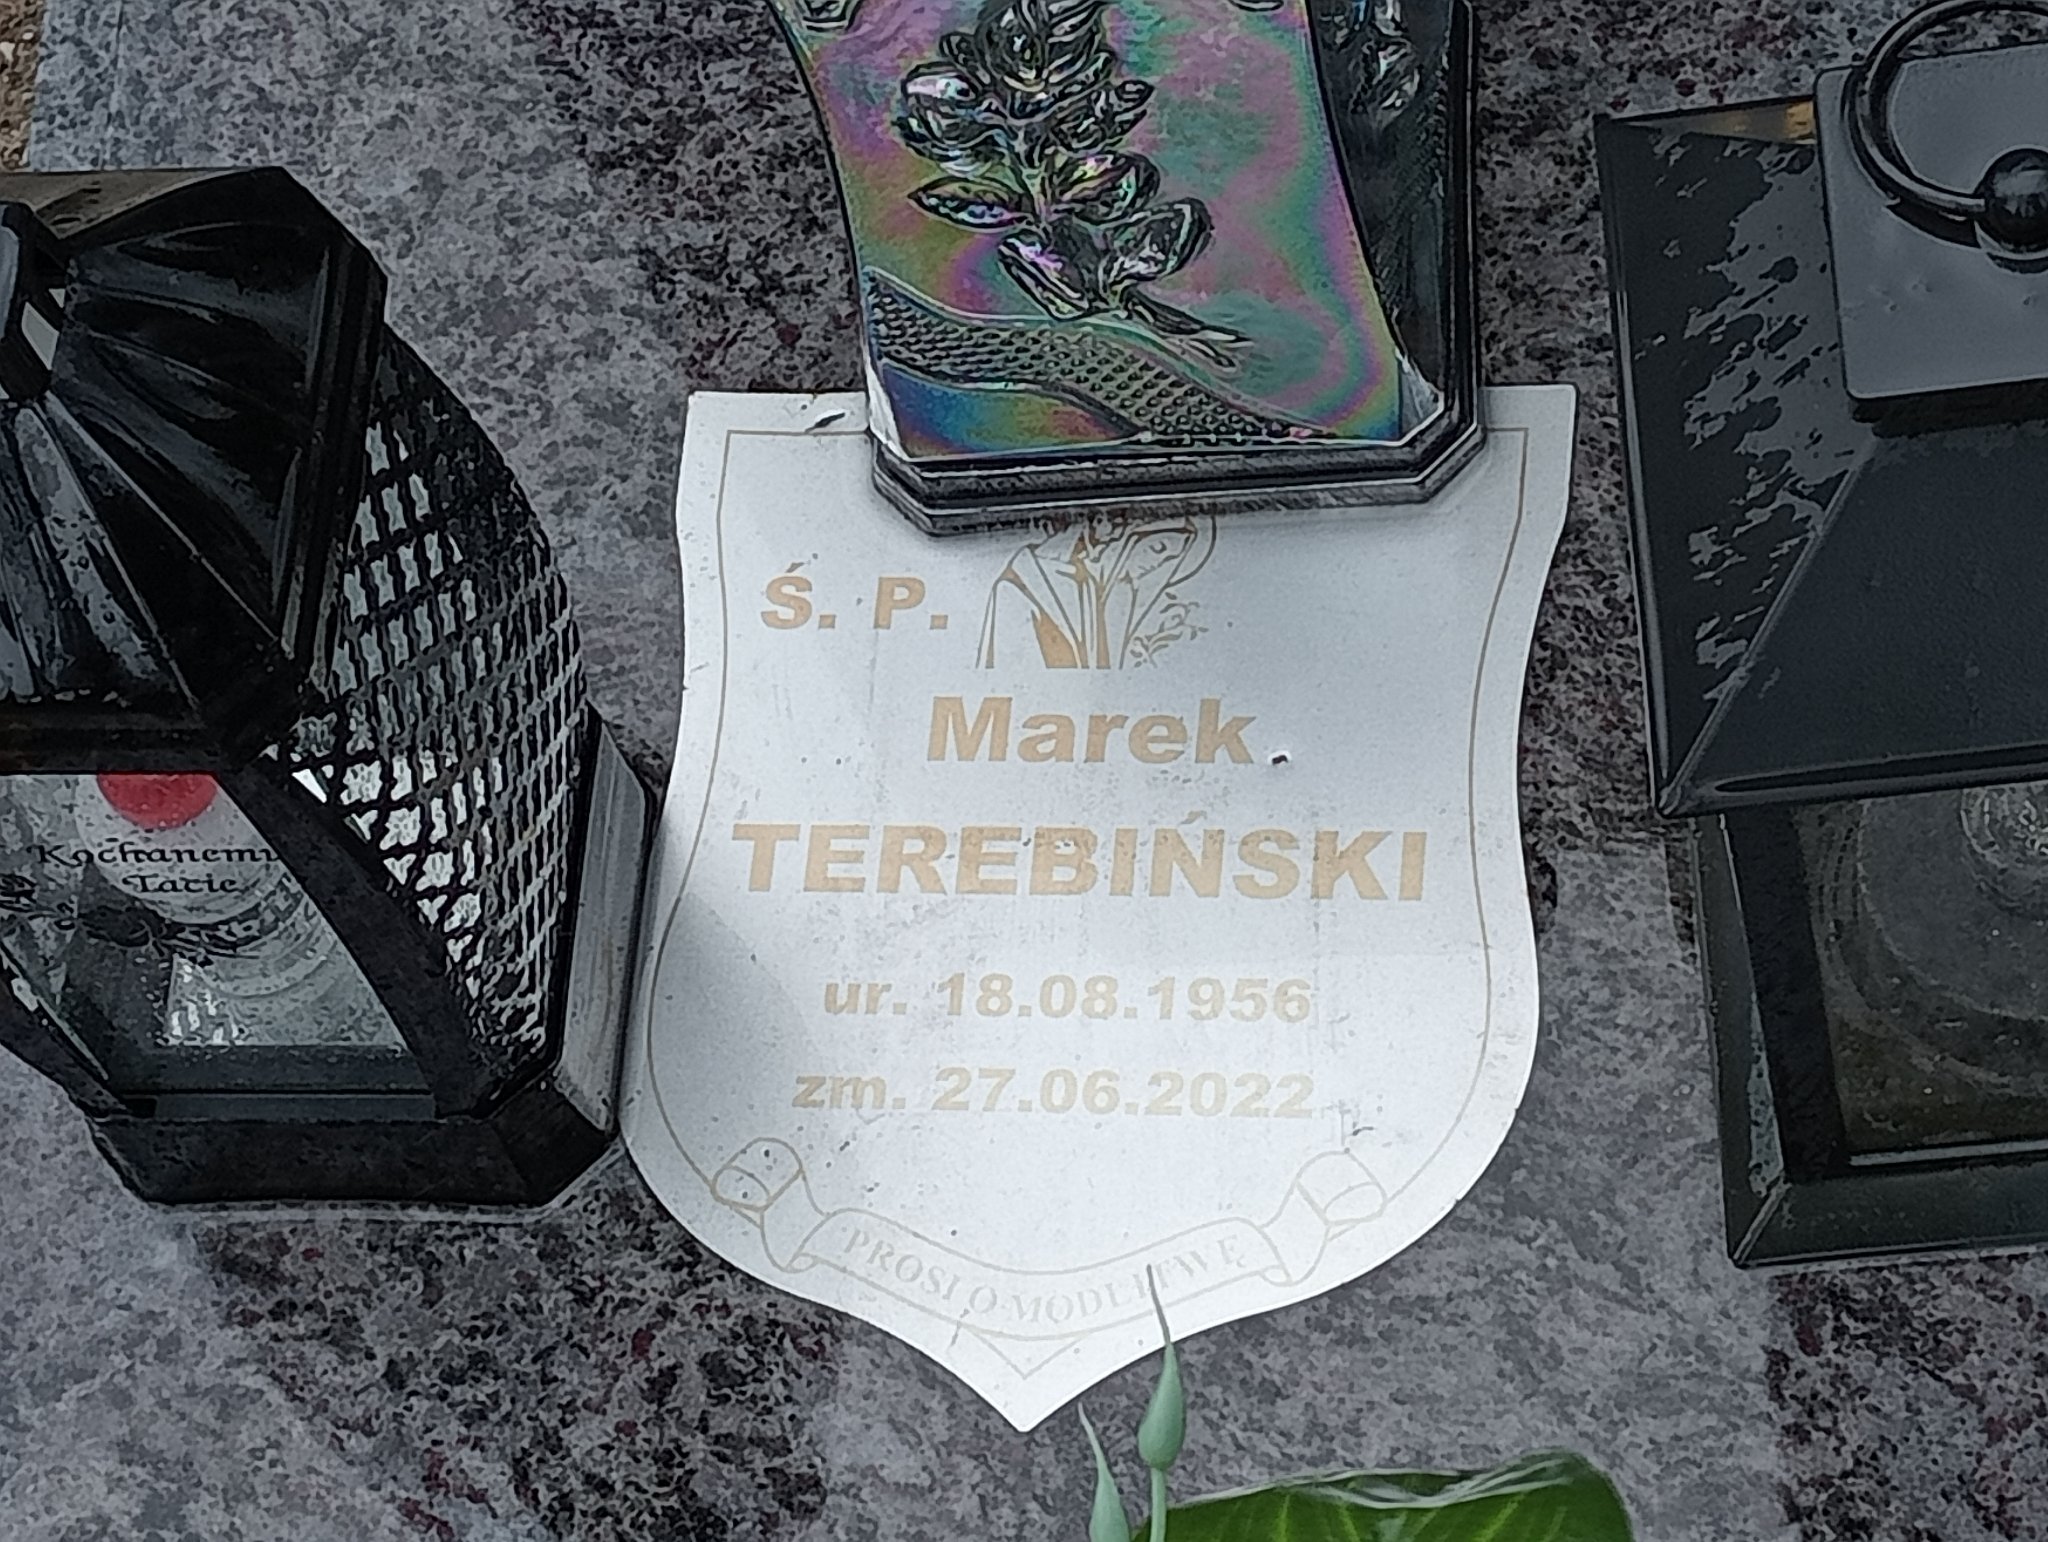 Ś. P.
Marek
TEREBIŃSKI
ur. 18.08.1956
zm. 27.06.2022
PROSI O MODLITWĘ
Kochanemu
Tacie